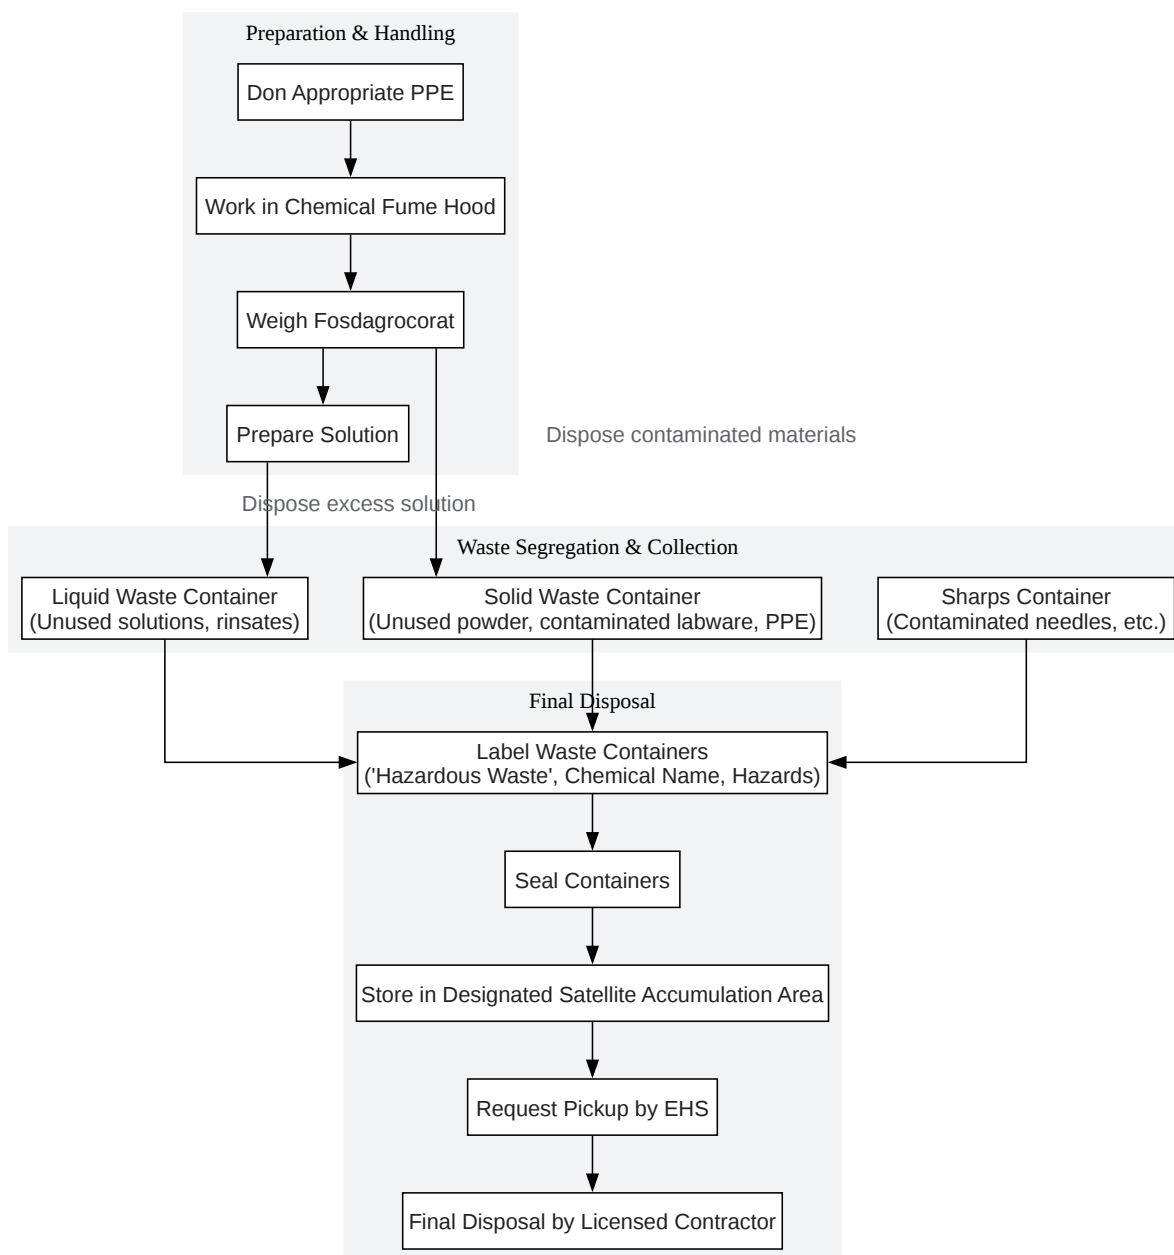 Preparation & Handling
Don Appropriate PPE
Work in Chemical Fume Hood
Weigh Fosdagrocorat
Prepare Solution
Dispose contaminated materials
Dispose excess solution
Waste Segregation & Collection
Liquid Waste Container
(Unused solutions, rinsates)
Solid Waste Container
(Unused powder, contaminated labware, PPE)
Sharps Container
(Contaminated needles, etc.)
Final Disposal
Label Waste Containers
('Hazardous Waste', Chemical Name, Hazards)
Seal Containers
Store in Designated Satellite Accumulation Area
Request Pickup by EHS
Final Disposal by Licensed Contractor